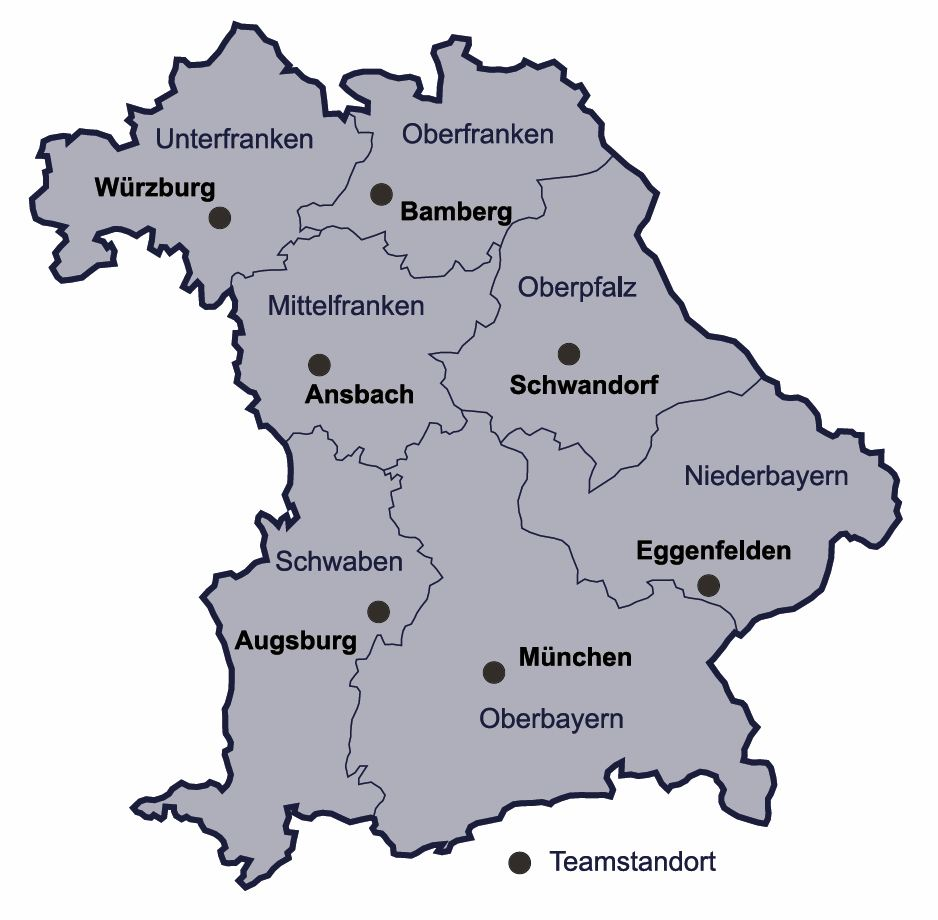 Unterfranken
Oberfranken
Würzburg
Bamberg
Oberpfalz
Mittelfranken
Schwandorf
Ansbach
Niederbayern
Eggenfelden
Schwaben
Augsburg
München
Oberbayern
Teamstandort